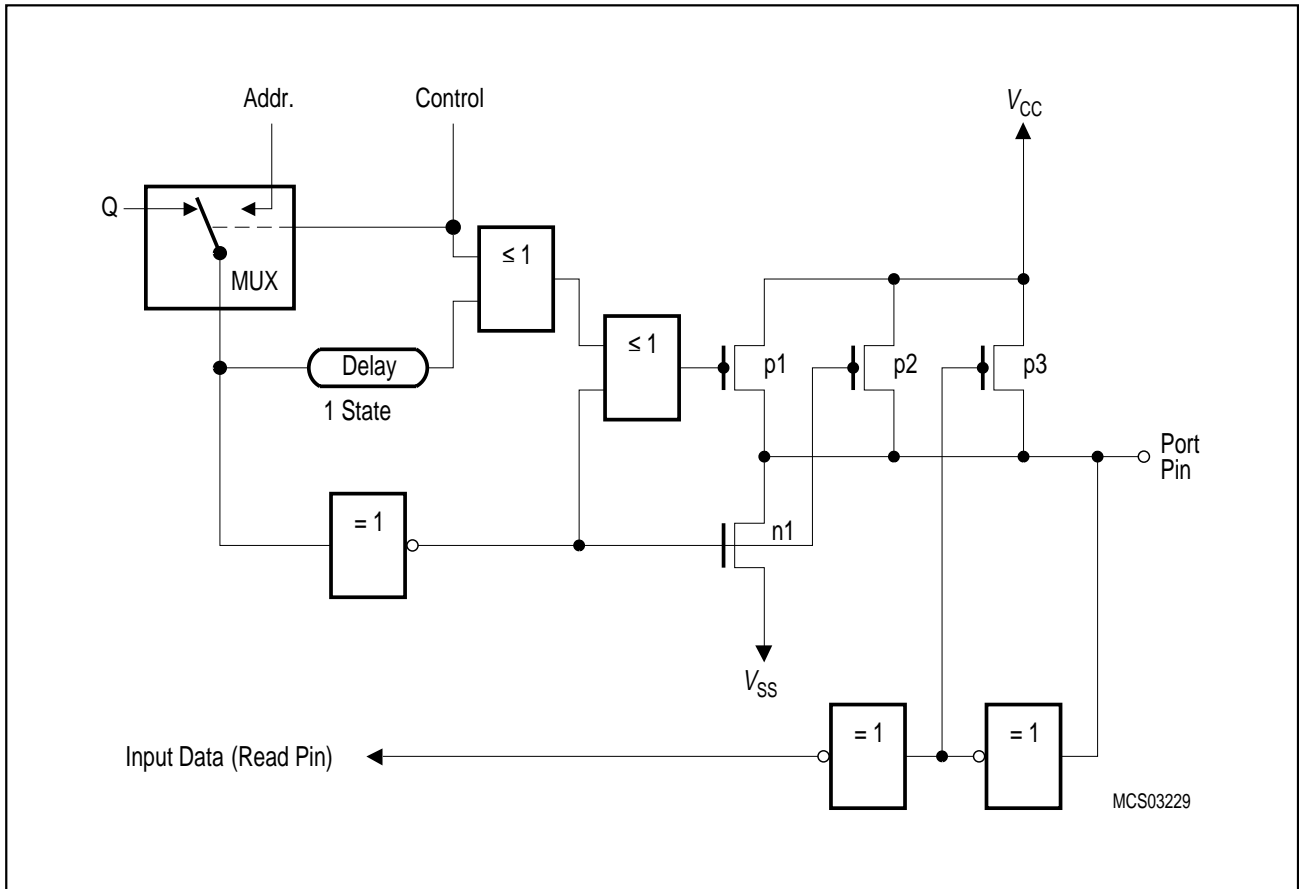 Addr.
Control
VCC
Q
MUX
≤ 1
≤ 1
Delay
1 State
p1
p2
p3
Port
Pin
= 1
n1
VSS
= 1
= 1
Input Data (Read Pin)
MCS03229